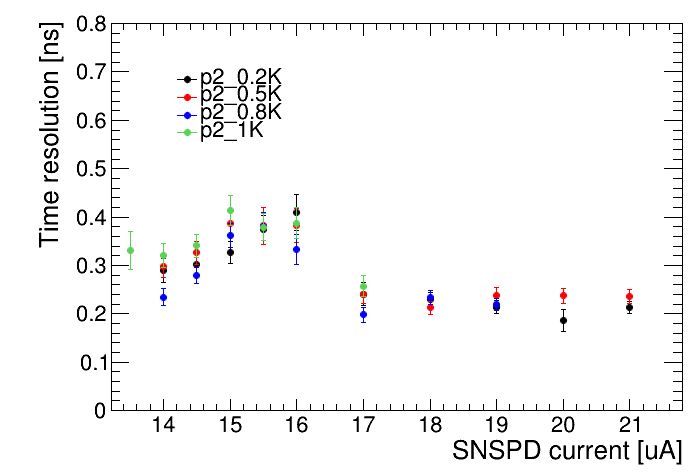 Time resolution [ns]
0.8
0.7
0.6
0.5
0.4
0.3
0.2
0.1
0
p2_0.2K
p2_0.5K
p2_0.8K
p2_1K
14 15 16 17 18 19 20 21
SNSPD current [uA]